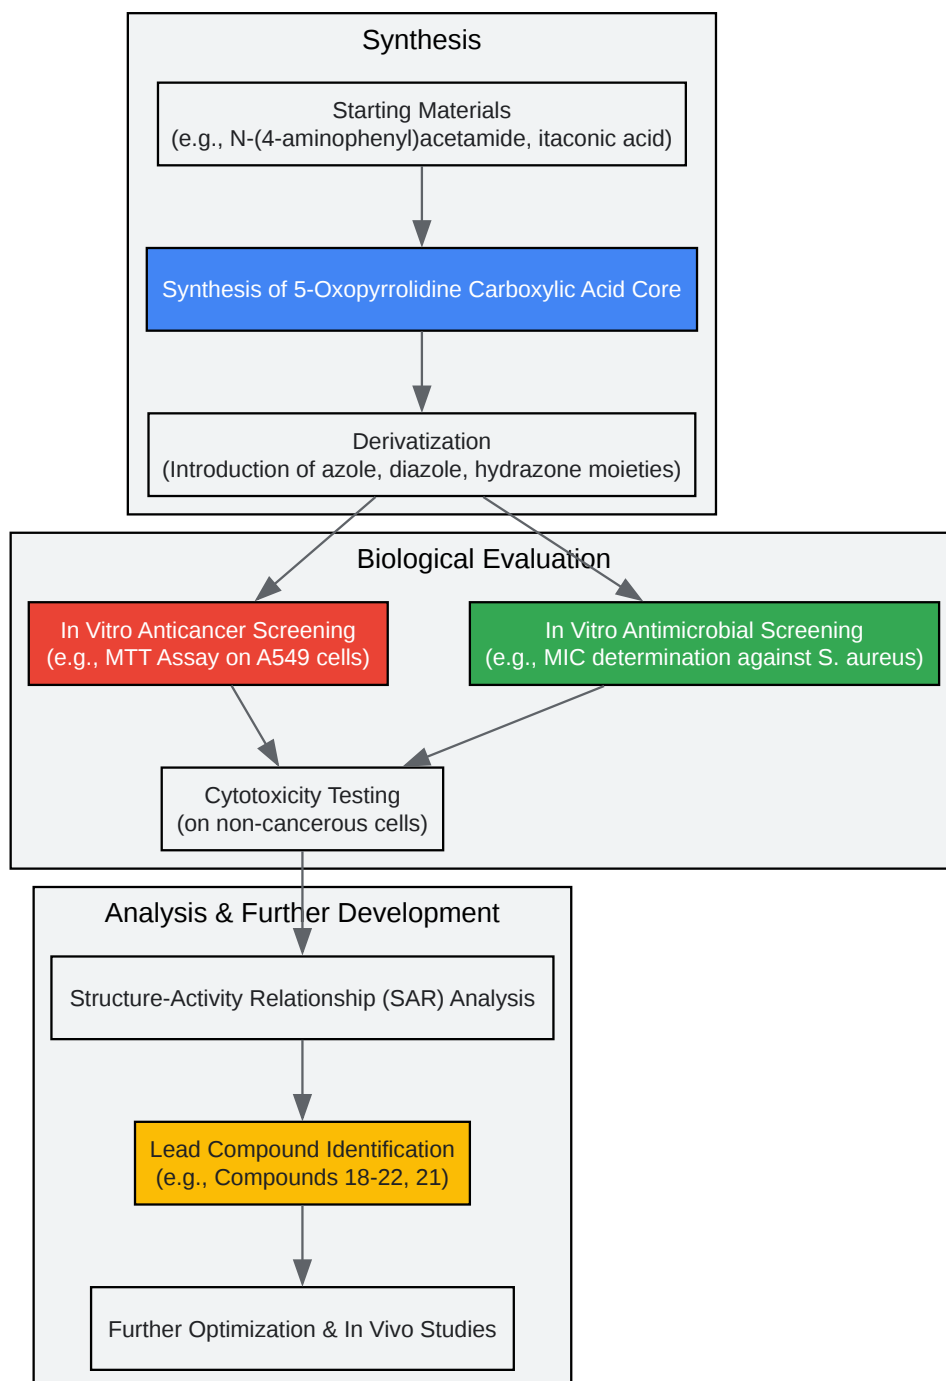 Synthesis
Starting Materials
(e.g., N-(4-aminophenyl)acetamide, itaconic acid)
Synthesis of 5-Oxopyrrolidine Carboxylic Acid Core
Derivatization
(Introduction of azole, diazole, hydrazone moieties)
Biological Evaluation
In Vitro Anticancer Screening
(e.g., MTT Assay on A549 cells)
In Vitro Antimicrobial Screening
(e.g., MIC determination against S. aureus)
Cytotoxicity Testing
(on non-cancerous cells)
Analysis & Further Development
Structure-Activity Relationship (SAR) Analysis
Lead Compound Identification
(e.g., Compounds 18-22, 21)
Further Optimization & In Vivo Studies